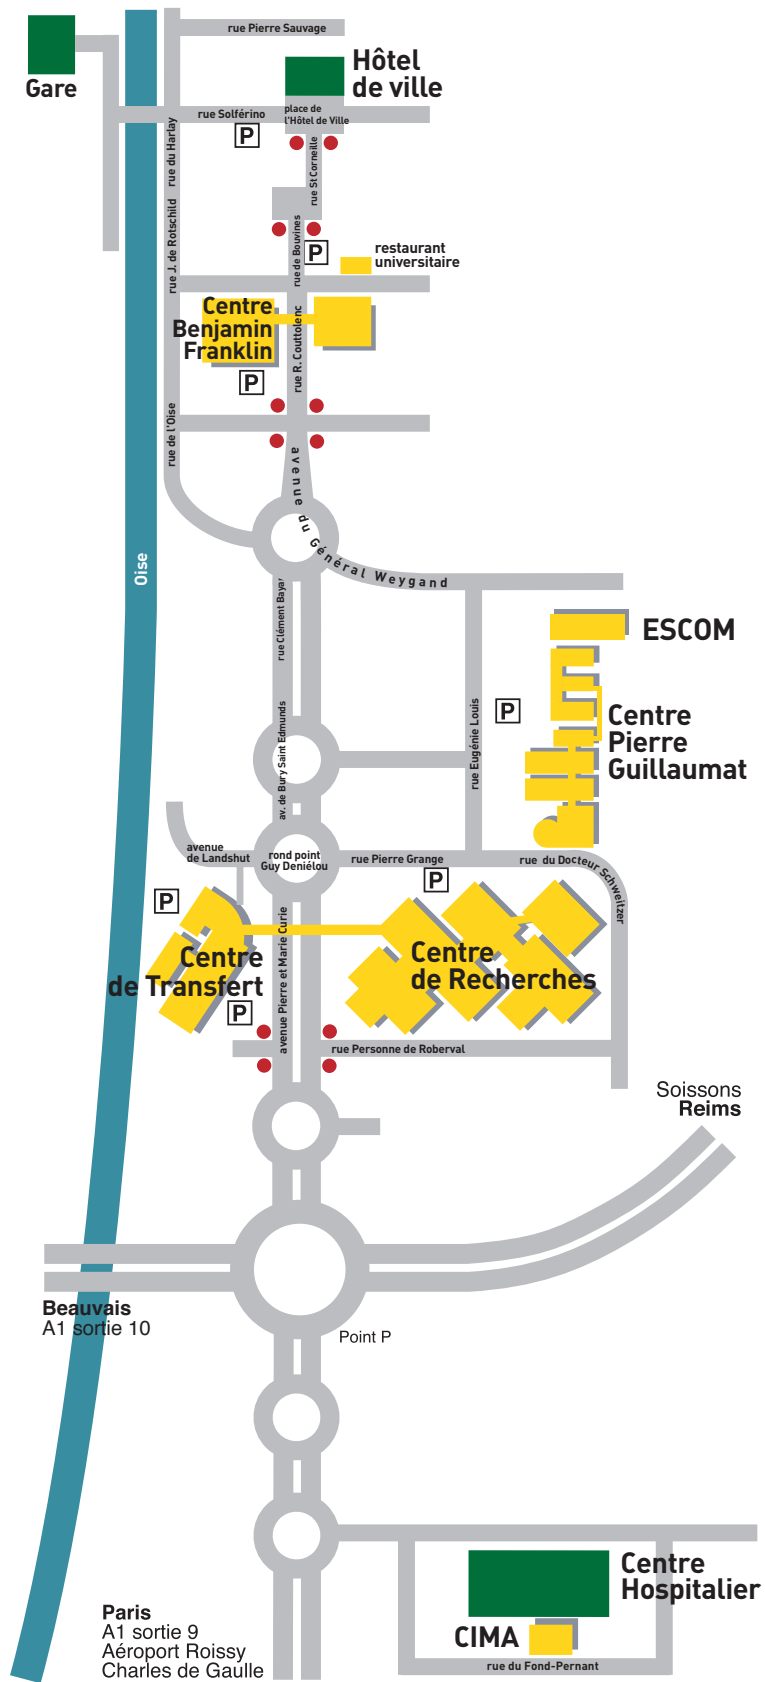 rue Pierre Sauvage
Hôtel
de ville
Gare
rue Solférino
place de
l'Hôtel de Ville
P
rue du Harlay
rue St Corneille
rue J. de Rotschild
rue de Bouvines
P
restaurant
universitaire
Centre
Benjamin
Franklin
rue R. Couttolenc
P
rue de l'Oise
avenue du Général Weygand
Oise
rue Clément Bayar
ESCOM
rue Eugénie Louis
P
Centre
Pierre
Guillaumat
av. de Bury Saint Edmunds
avenue
de Landshut
rond point
Guy Deniélou
rue Pierre Grange
rue du Docteur Schweitzer
P
P
avenue Pierre et Marie Curie
Centre
de Transfert
Centre
de Recherches
P
rue Personne de Roberval
Soissons
Reims
Beauvais
A1 sortie 10
Point P
Centre
Hospitalier
CIMA
rue du Fond-Pernant
Paris
A1 sortie 9
Aéroport Roissy
Charles de Gaulle